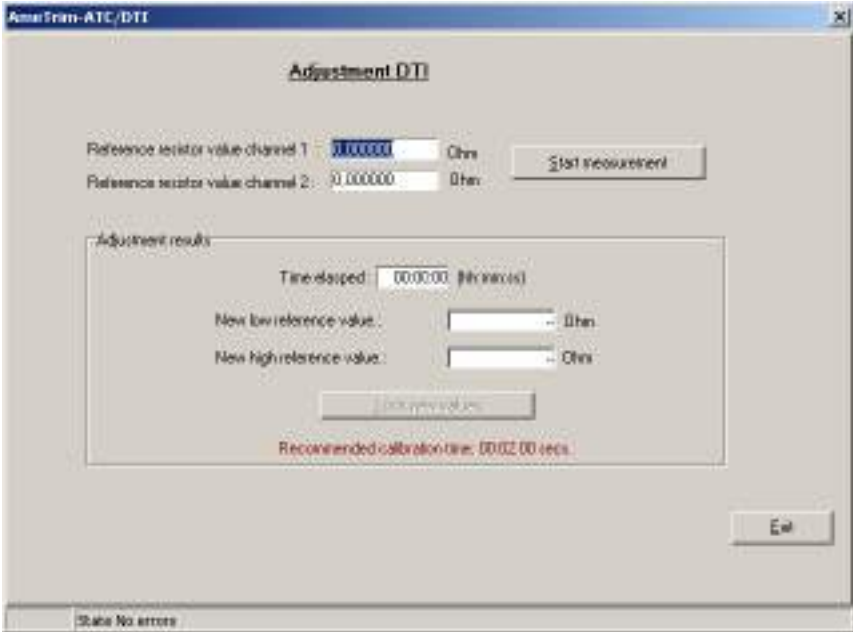 AmeTrim-ATC/DTI
Adjustment DTI
Reference resistor value channel 1 : 0.000000 Ohm
Start measurement
Reference resistor value channel 2: 0.000000 Ohm
Adjustment results
Time elapsed: 00:00:00 (hh:mm:ss)
New low reference value.: -- Ohm
New high reference value.: -- Ohm
values
Recommended calibration time: 00:02:00 secs.
Exit
State No errors